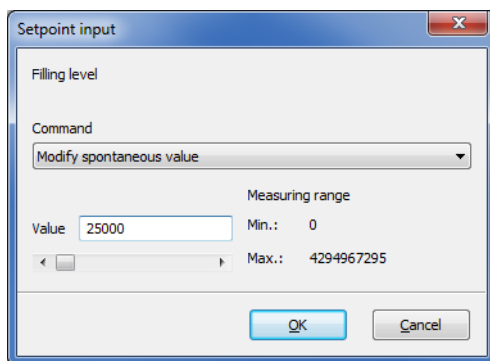 Setpoint input
Filling level
Command
Modify spontaneous value
Measuring range
Value 25000 Min.: 0
Max.: 4294967295
OK Cancel